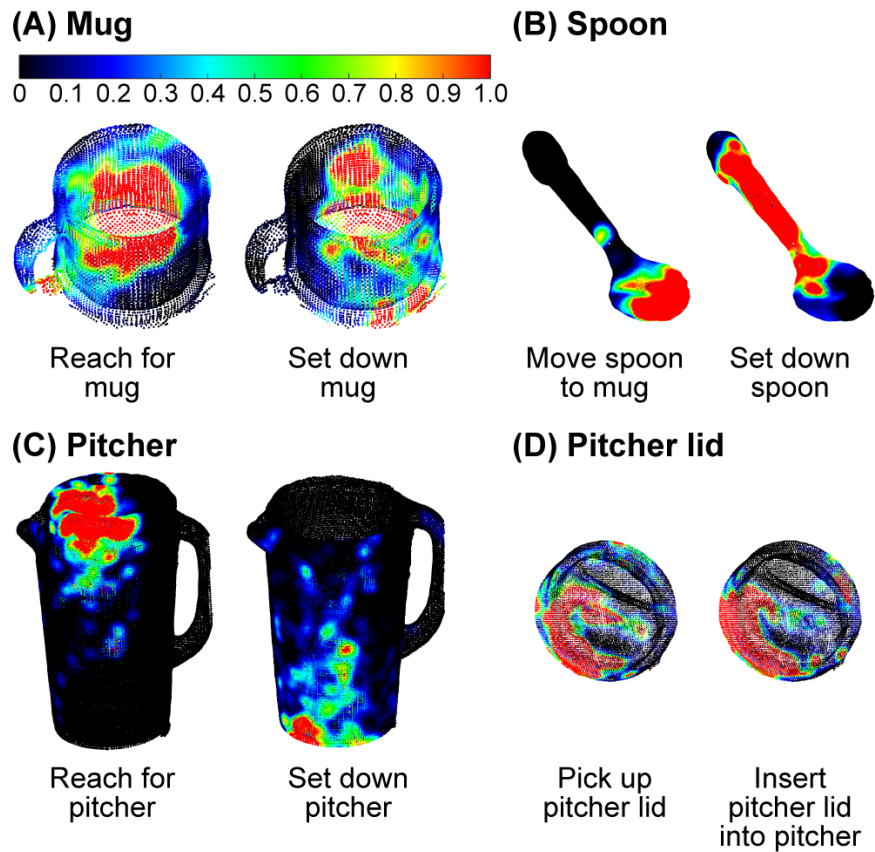 (A) Mug
(B) Spoon
0 0.1 0.2 0.3 0.4 0.5 0.6 0.7 0.8 0.9 1.0
Reach for
mug
Set down
mug
Move spoon
to mug
Set down
spoon
(C) Pitcher
(D) Pitcher lid
Reach for
pitcher
Set down
pitcher
Pick up
pitcher lid
Insert
pitcher lid
into pitcher